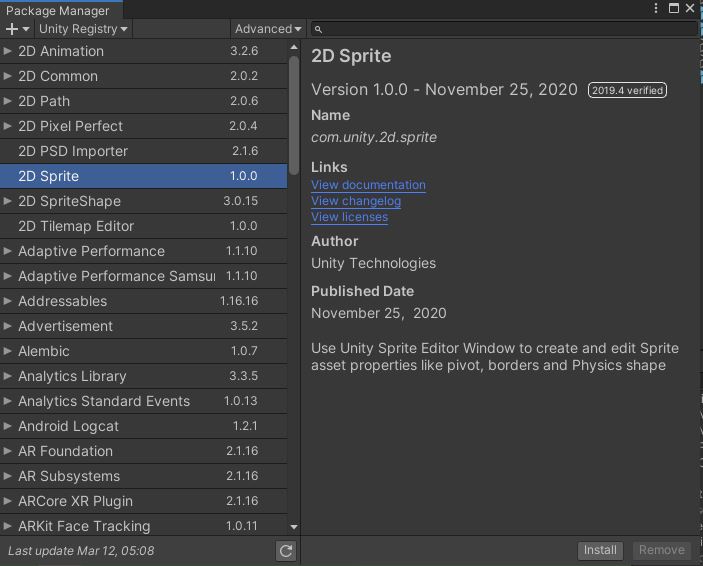 Package Manager
Unity Registry
Advanced
2D Animation 3.2.6
2D Common 2.0.2
2D Path 2.0.6
2D Pixel Perfect 2.0.4
2D PSD Importer 2.1.6
2D Sprite 1.0.0
2D SpriteShape 3.0.15
2D Tilemap Editor 1.0.0
Adaptive Performance 1.1.10
Adaptive Performance Samsu 1.1.10
Addressables 1.16.16
Advertisement 3.5.2
Alembic 1.0.7
Analytics Library 3.3.5
Analytics Standard Events 1.0.13
Android Logcat 1.2.1
AR Foundation 2.1.16
AR Subsystems 2.1.16
ARCore XR Plugin 2.1.16
ARKit Face Tracking 1.0.11
Last update Mar 12, 05:08
2D Sprite
Version 1.0.0 - November 25, 2020 2019.4 verified
Name
com.unity.2d.sprite
Links
View documentation
View changelog
View licenses
Author
Unity Technologies
Published Date
November 25, 2020
Use Unity Sprite Editor Window to create and edit Sprite
asset properties like pivot, borders and Physics shape
Install Remove